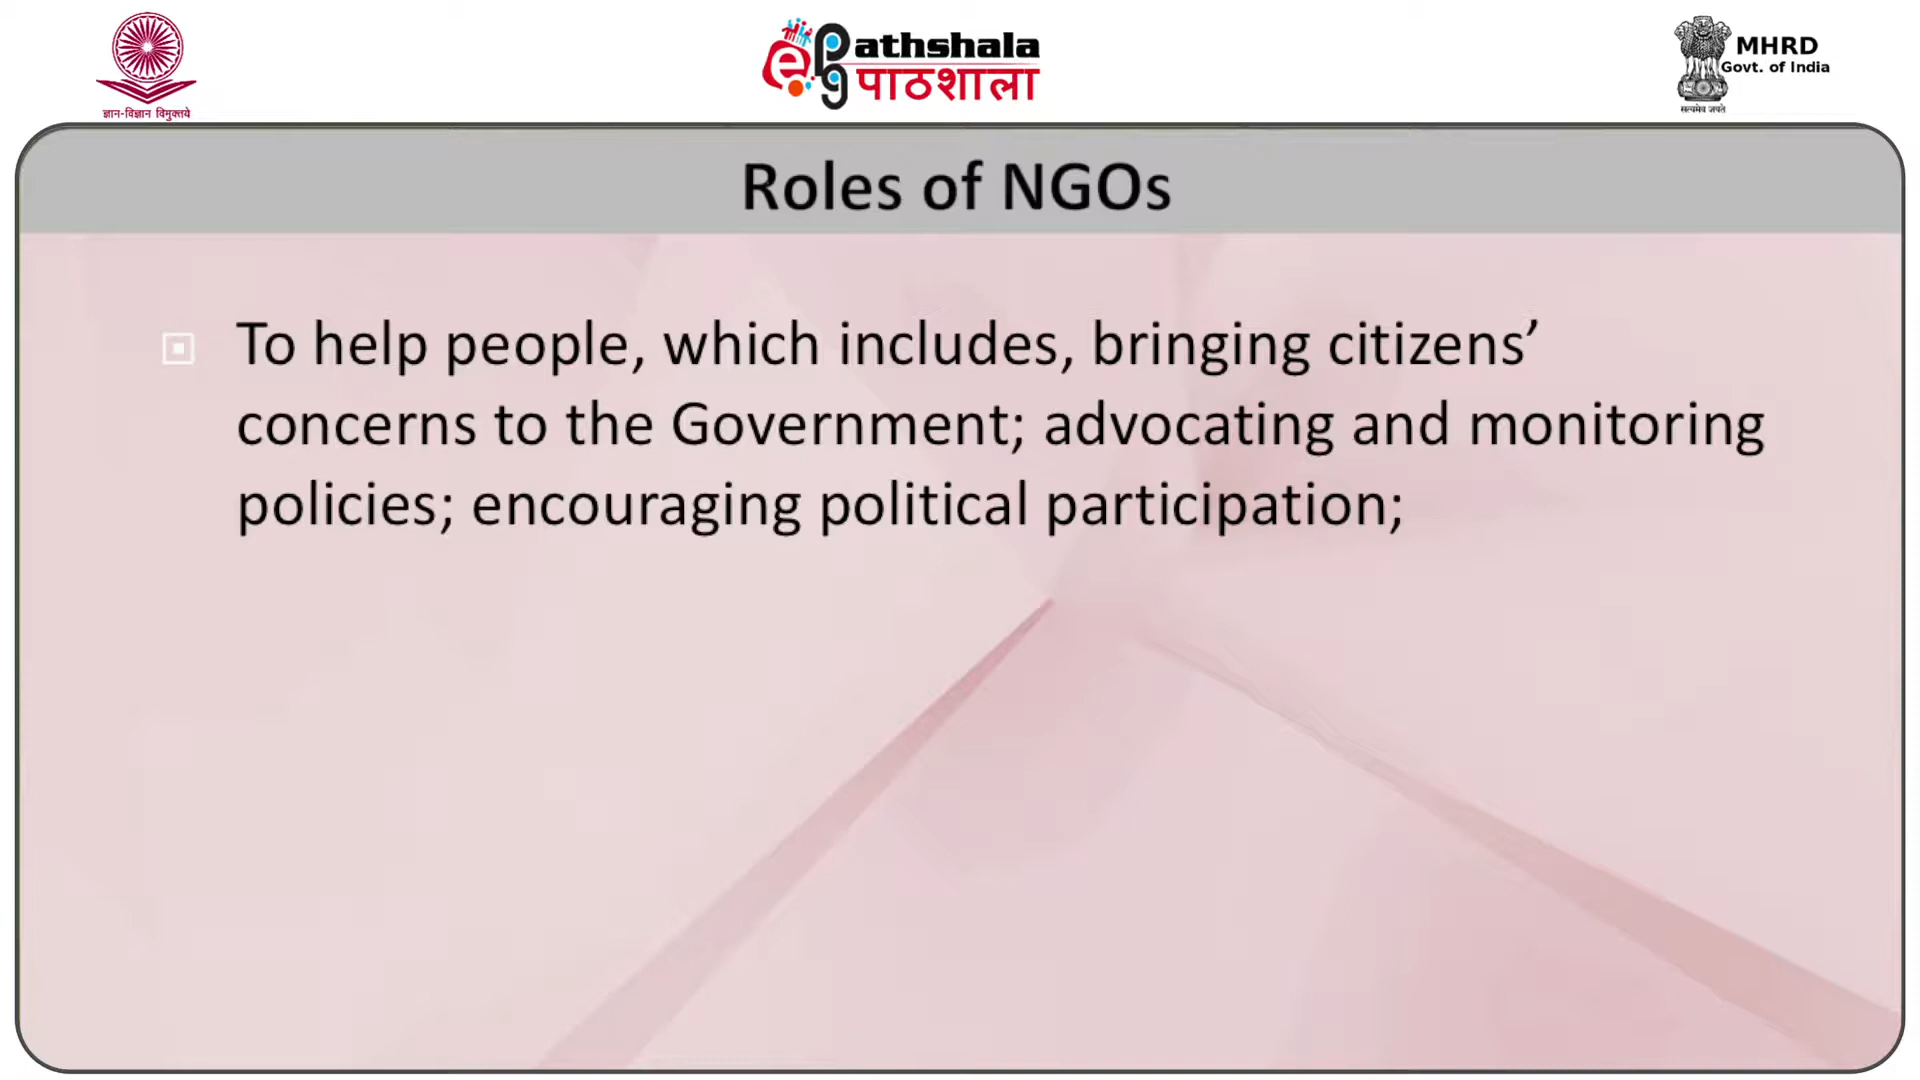 ज्ञान-विज्ञान विमुक्तये
ePG Pathshala
पाठशाला
MHRD
Govt. of India
सत्यमेव जयते
Roles of NGOs
To help people, which includes, bringing citizens’
concerns to the Government; advocating and monitoring
policies; encouraging political participation;